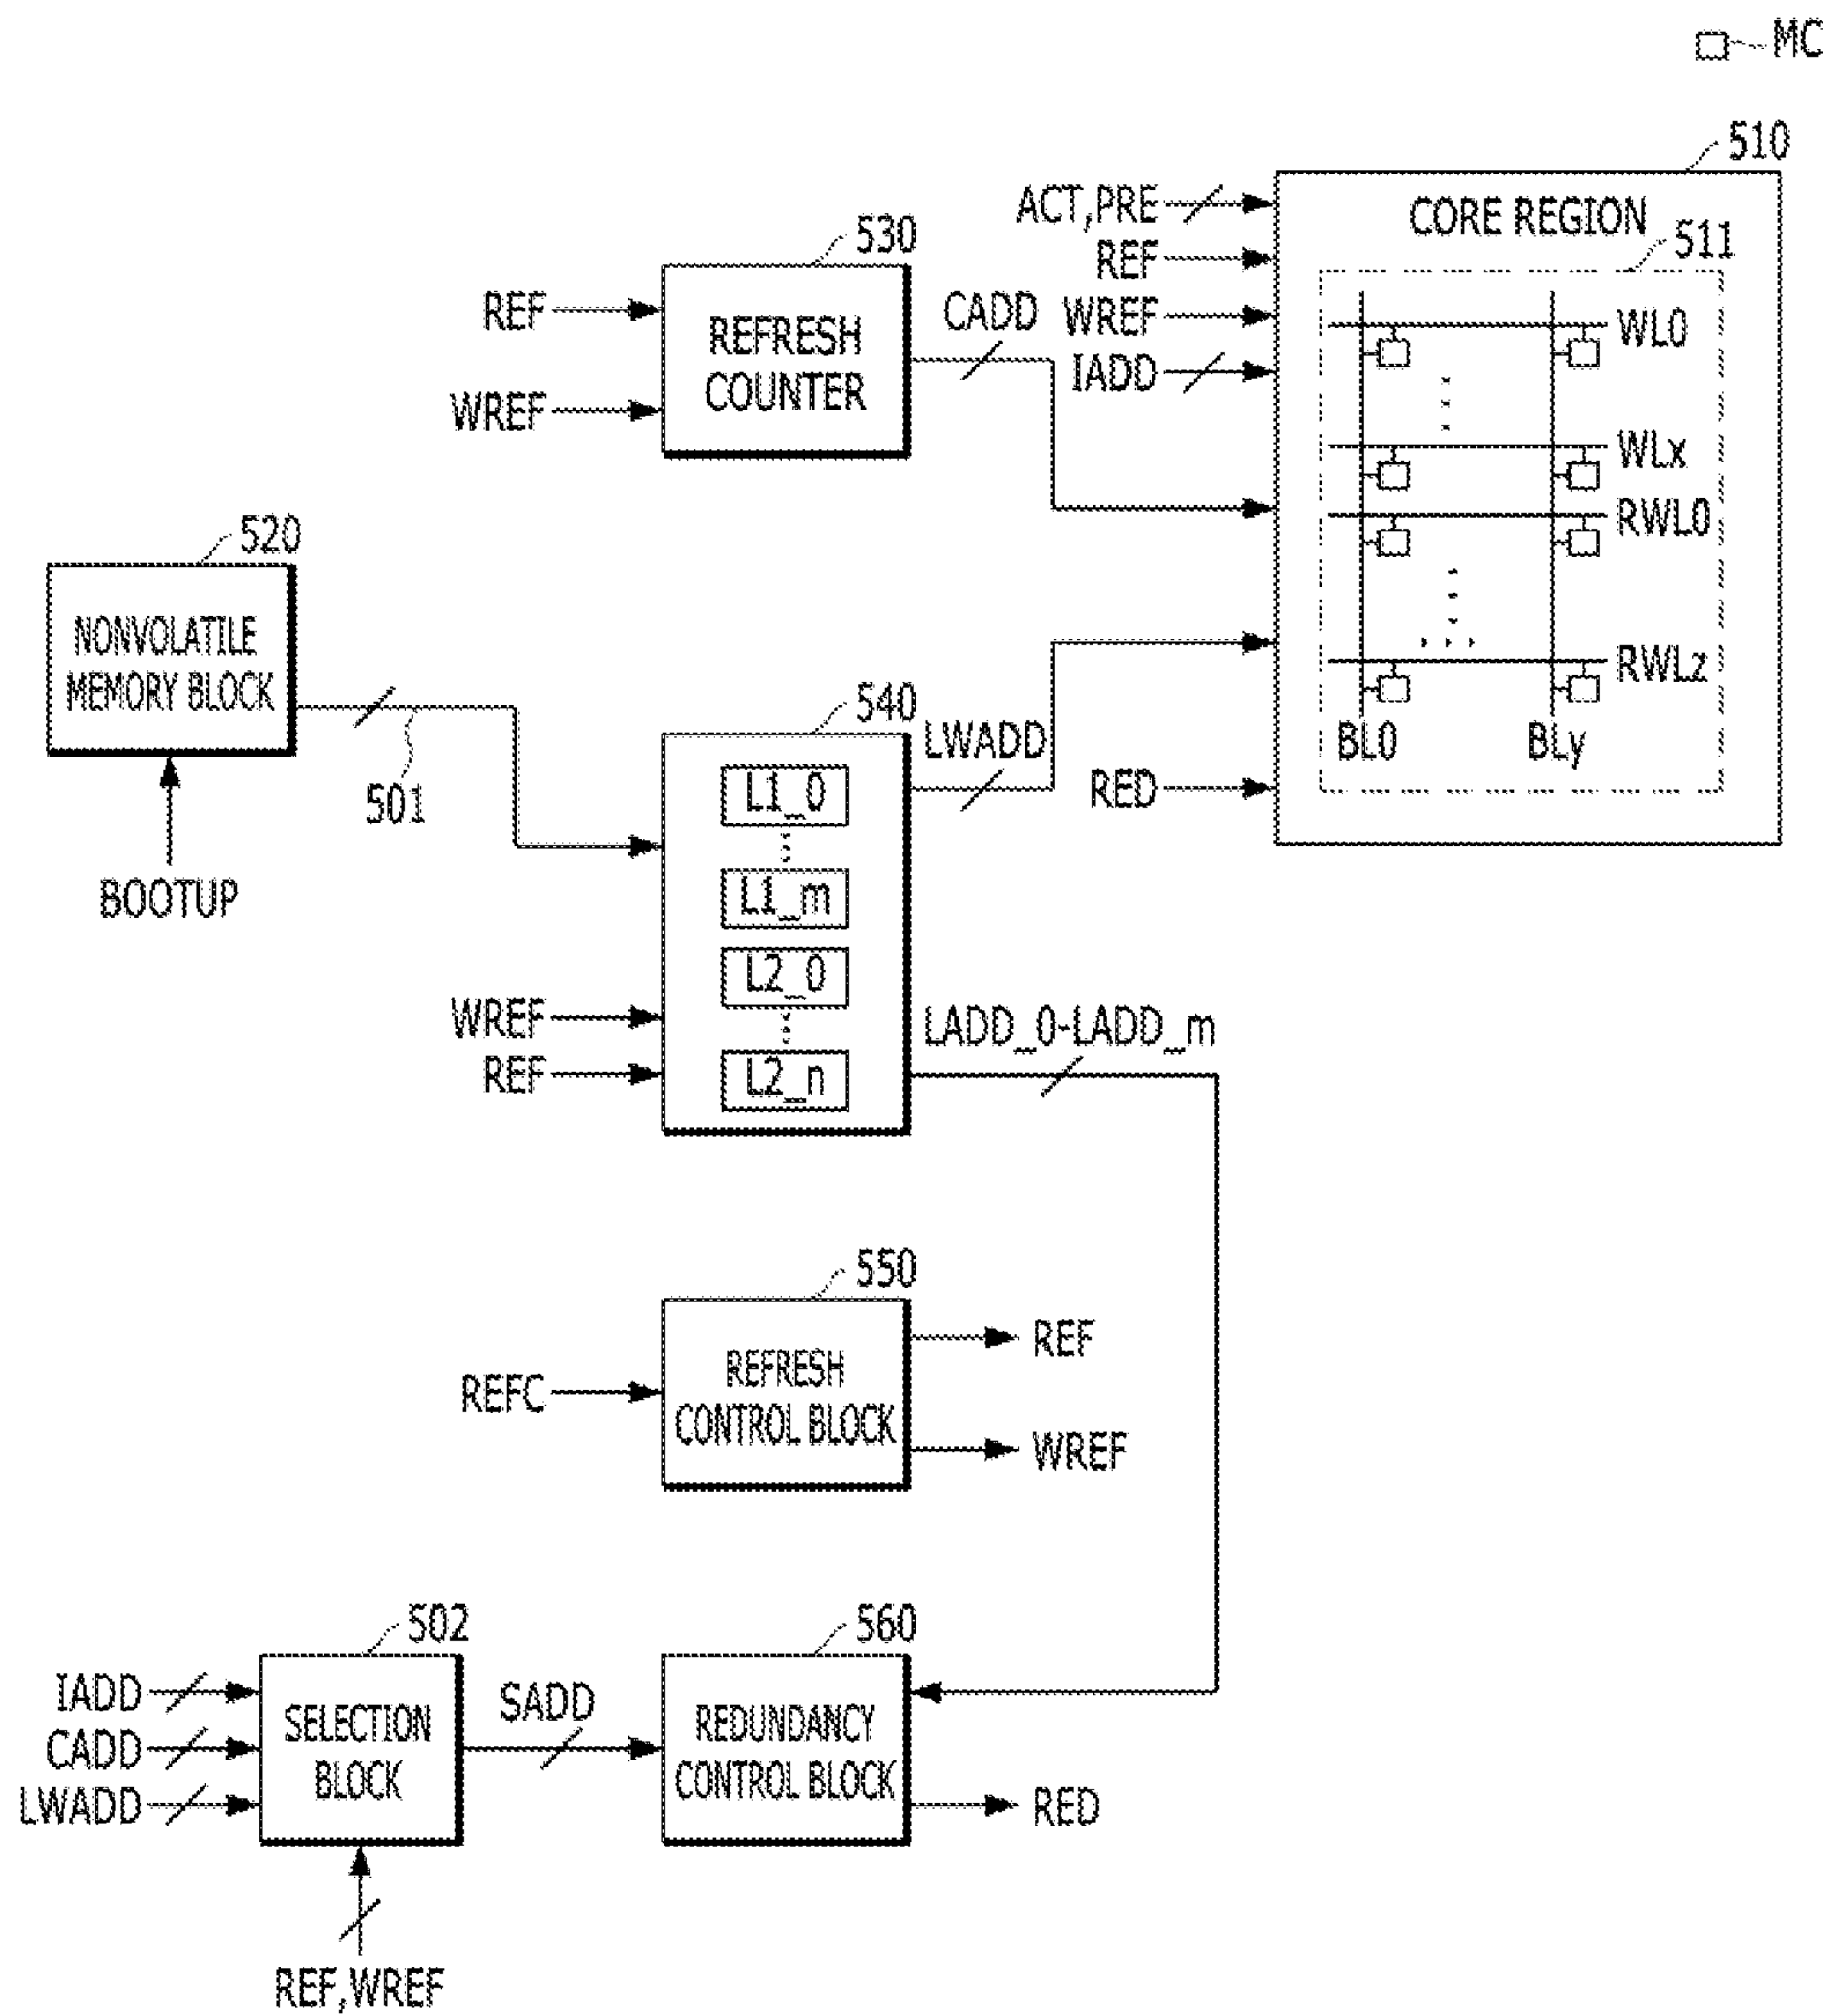 MC
510
ACT,PRE
CORE REGION
530
511
REF
REF
CADD
WREF
WL0
REFRESH
COUNTER
IADD
WREF
WLx
RWL0
520
NONVOLATILE
MEMORY BLOCK
RWLz
540
LWADD
BL0
BLy
501
L1_0
RED
BOOTUP
L1_m
L2_0
WREF
LADD_0-LADD_m
REF
L2_n
550
REF
REFRESH
CONTROL BLOCK
REFC
WREF
502
560
IADD
SADD
SELECTION
BLOCK
REDUNDANCY
CONTROL BLOCK
CADD
LWADD
RED
REF,WREF